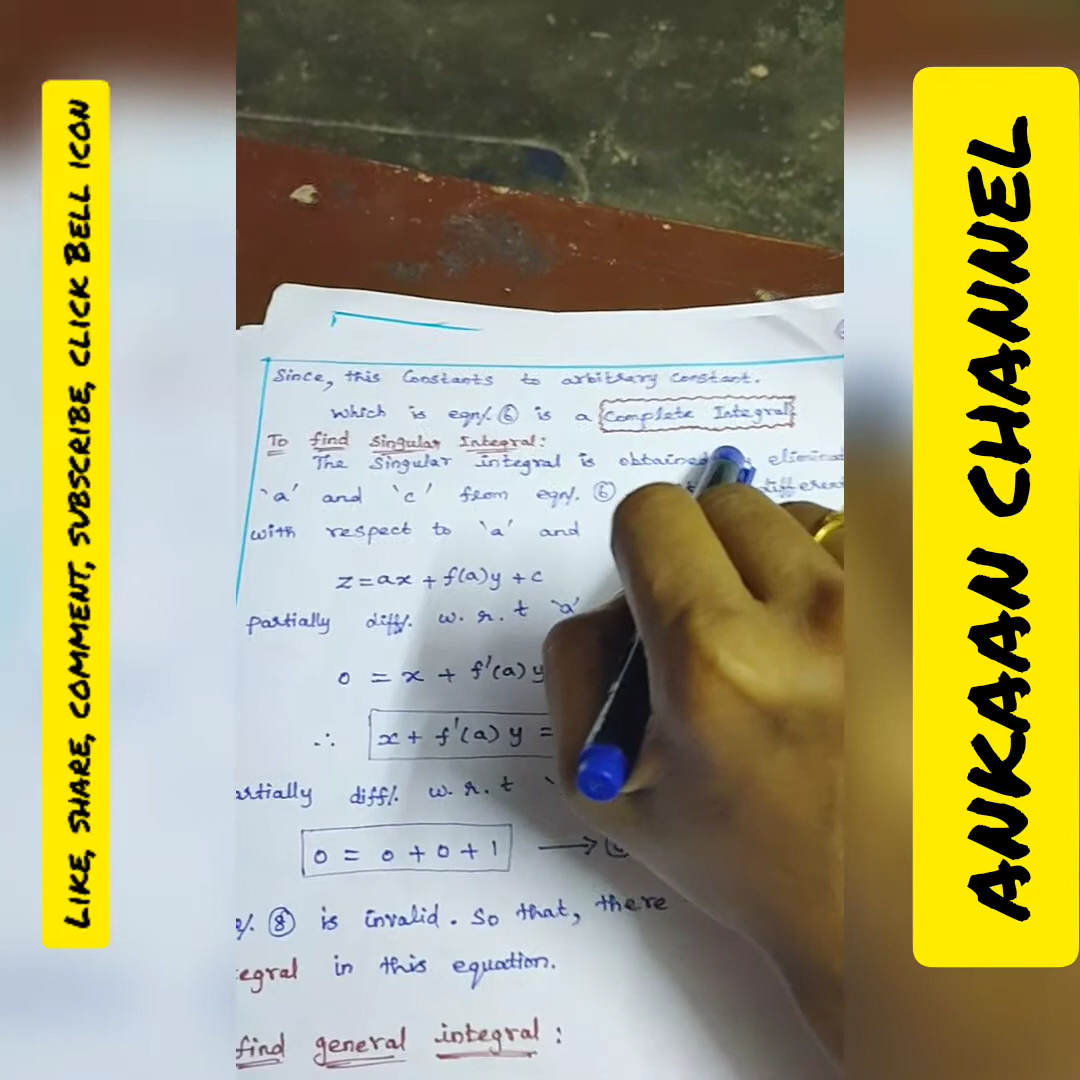 LIKE, SHARE, COMMENT, SUBSCRIBE, CLICK BELL ICON
Since, this Constants to arbitrary constant.
which is eqn/. ⑥ is a Complete Integral
To find Singular Integral:
The Singular integral is obtained eliminat
'a' and 'c' from eqn/. ⑥ different
with respect to 'a' and
z = ax + f(a)y + c
partially diff/. w.r.t 'a'
0 = x + f'(a) y
∴ x + f'(a) y =
artially diff/. w.r.t
0 = 0 + 0 + 1 →
/. ⑧ is invalid. So that, there
egral in this equation.
find general integral:
ANKAAN CHANNEL